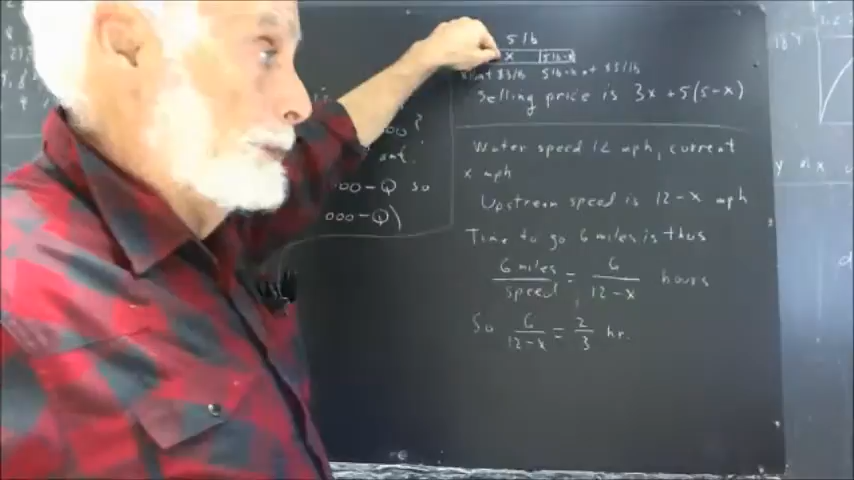 5 lb
x 5 lb-x
at $3/lb 5 lb-x at $5/lb
Selling price is 3x + 5(5-x)
Water speed 12 mph, current
x mph
Upstream speed is 12-x mph
Time to go 6 miles is thus
6 miles / speed = 6 / 12-x hours
So 6 / 12-x = 2 / 3 hr.
?
amt.
00-Q so
000-Q)